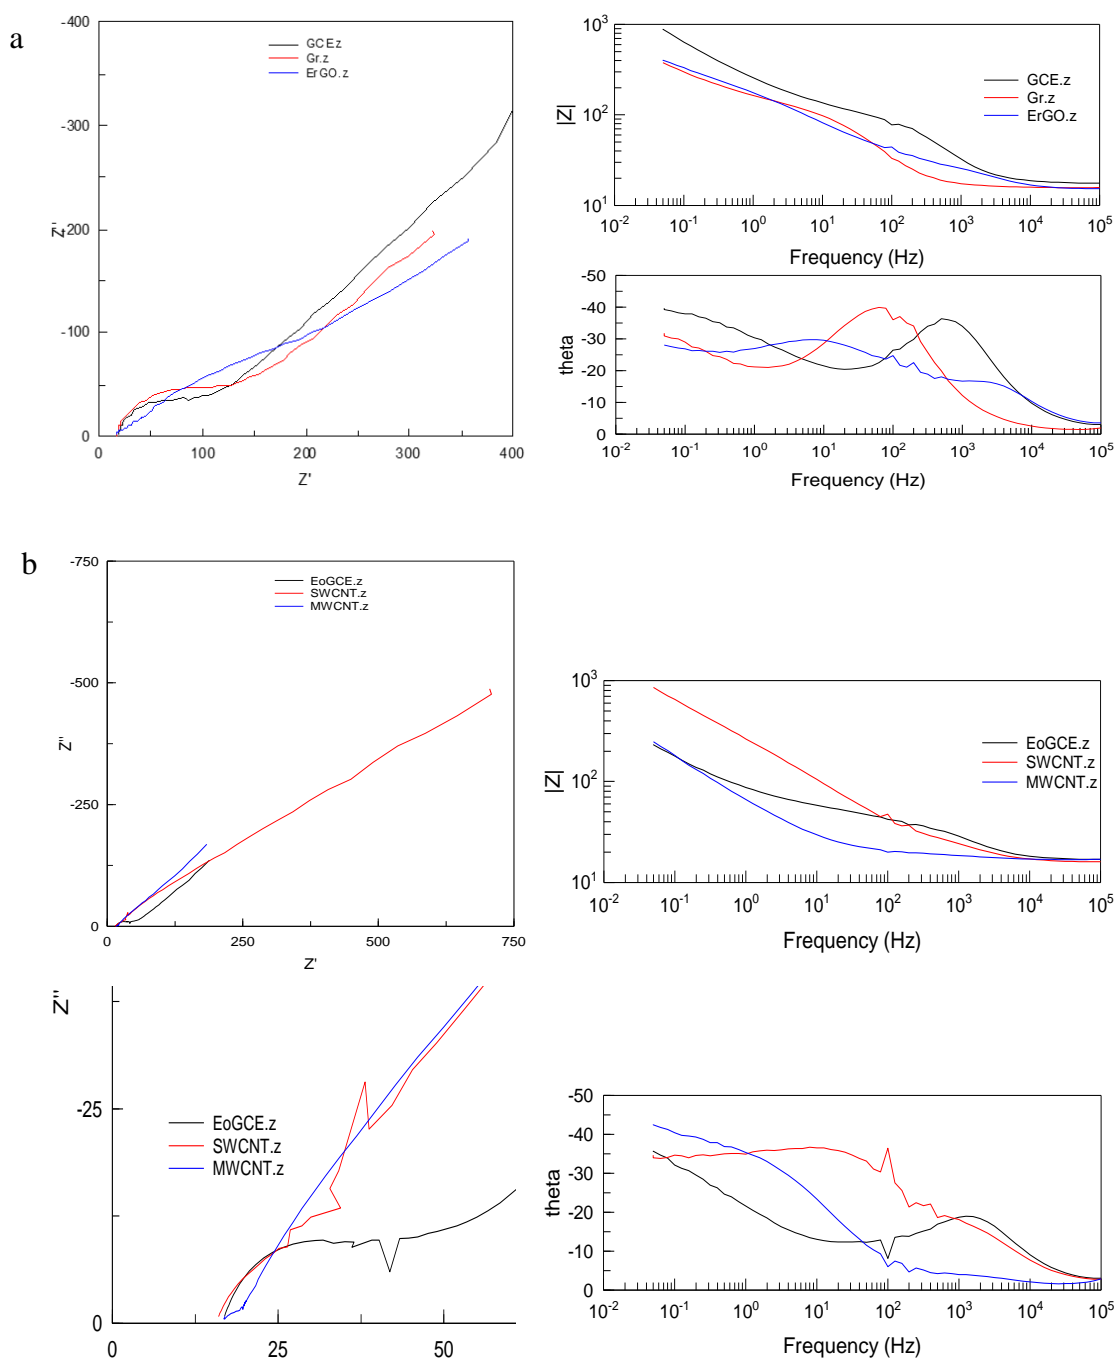 a
-400
-300
-200
-100
0
Z''
GCE.z
Gr.z
ErGO.z
0 100 200 300 400
Z'
10^3
10^2
10^1
|Z|
GCE.z
Gr.z
ErGO.z
10^-2 10^-1 10^0 10^1 10^2 10^3 10^4 10^5
Frequency (Hz)
-50
-40
-30
-20
-10
0
theta
10^-2 10^-1 10^0 10^1 10^2 10^3 10^4 10^5
Frequency (Hz)
b
-750
-500
-250
0
Z''
EoGCE.z
SWCNT.z
MWCNT.z
0 250 500 750
Z'
10^3
10^2
10^1
|Z|
EoGCE.z
SWCNT.z
MWCNT.z
10^-2 10^-1 10^0 10^1 10^2 10^3 10^4 10^5
Frequency (Hz)
Z''
-25
0
EoGCE.z
SWCNT.z
MWCNT.z
0 25 50
-50
-40
-30
-20
-10
0
theta
10^-2 10^-1 10^0 10^1 10^2 10^3 10^4 10^5
Frequency (Hz)